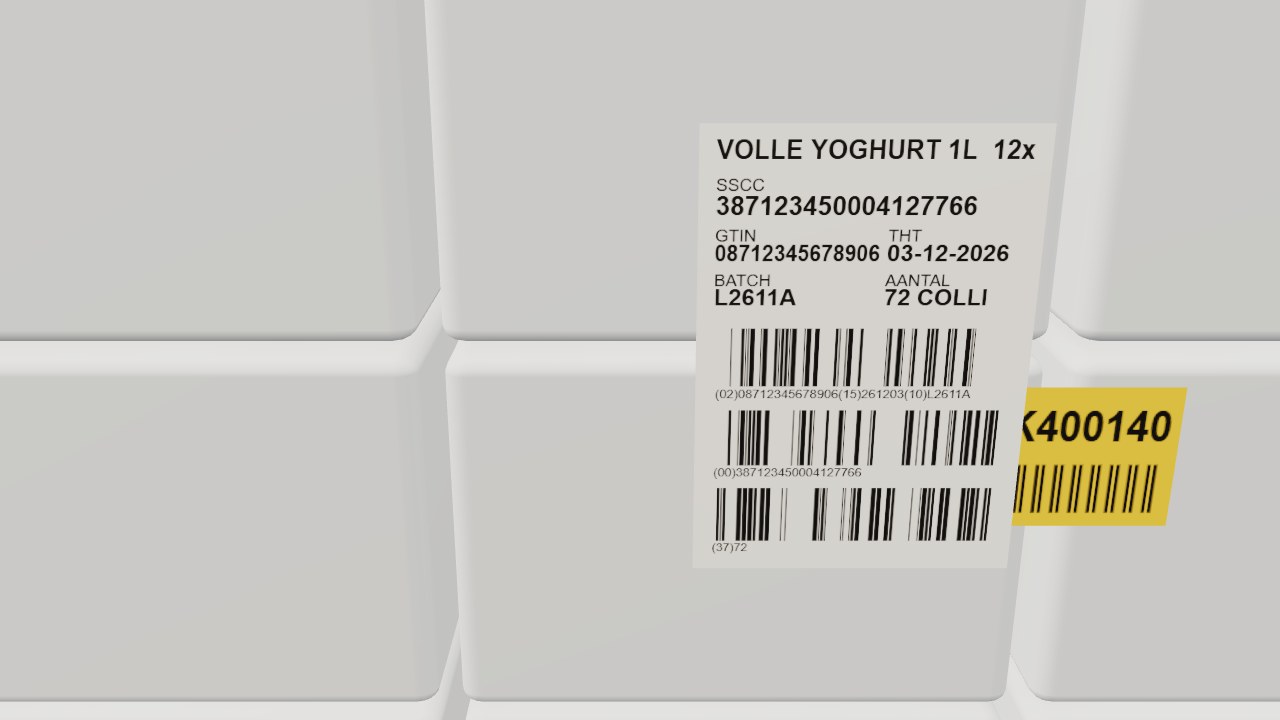 VOLLE YOGHURT 1L 12x
SSCC
387123450004127766
GTIN THT
08712345678906 03-12-2026
BATCH AANTAL
L2611A 72 COLLI
(02)08712345678906(15)261203(10)L2611A
(00)387123450004127766
(37)72
K400140